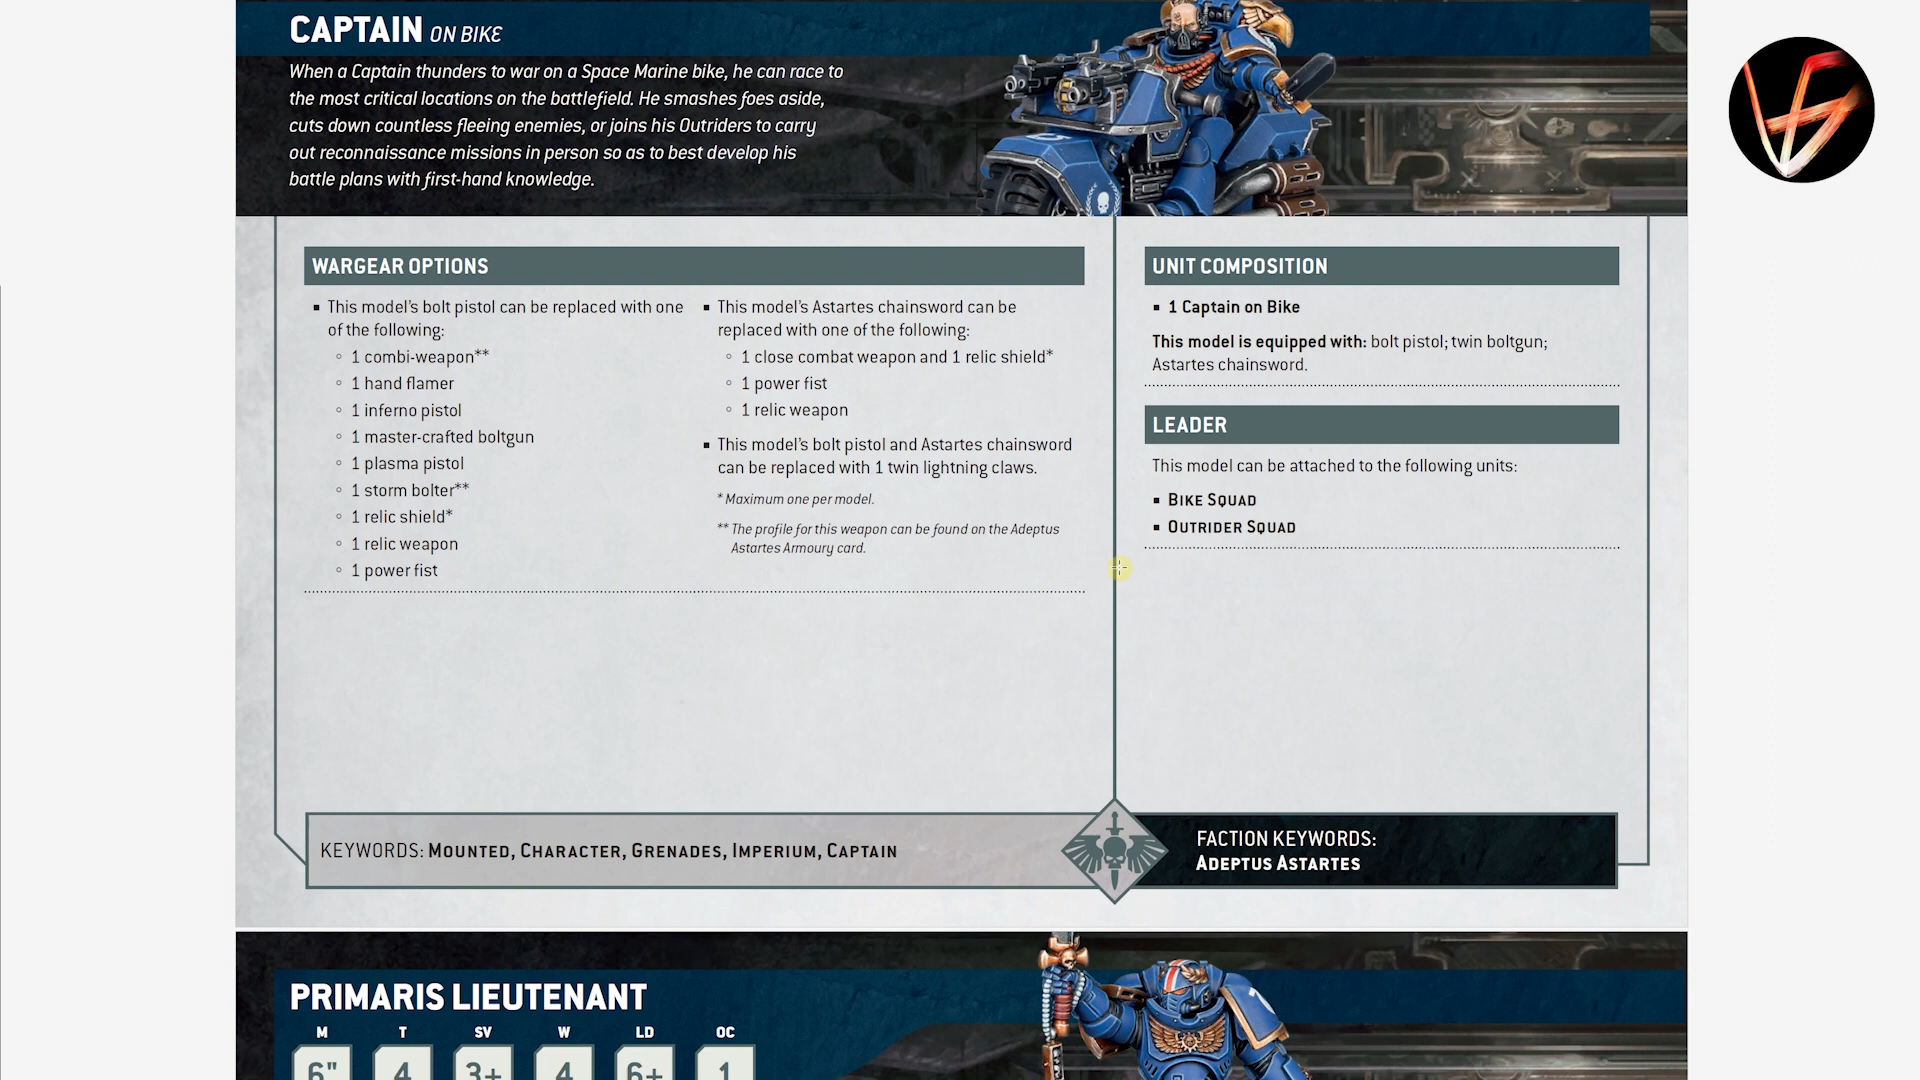 CAPTAIN ON BIKE
When a Captain thunders to war on a Space Marine bike, he can race to
the most critical locations on the battlefield. He smashes foes aside,
cuts down countless fleeing enemies, or joins his Outriders to carry
out reconnaissance missions in person so as to best develop his
battle plans with first-hand knowledge.
WARGEAR OPTIONS
▪ This model's bolt pistol can be replaced with one
of the following:
◦ 1 combi-weapon**
◦ 1 hand flamer
◦ 1 inferno pistol
◦ 1 master-crafted boltgun
◦ 1 plasma pistol
◦ 1 storm bolter**
◦ 1 relic shield*
◦ 1 relic weapon
◦ 1 power fist
▪ This model's Astartes chainsword can be
replaced with one of the following:
◦ 1 close combat weapon and 1 relic shield*
◦ 1 power fist
◦ 1 relic weapon
▪ This model's bolt pistol and Astartes chainsword
can be replaced with 1 twin lightning claws.
* Maximum one per model.
** The profile for this weapon can be found on the Adeptus
Astartes Armoury card.
UNIT COMPOSITION
▪ 1 Captain on Bike
This model is equipped with: bolt pistol; twin boltgun;
Astartes chainsword.
LEADER
This model can be attached to the following units:
▪ BIKE SQUAD
▪ OUTRIDER SQUAD
KEYWORDS: MOUNTED, CHARACTER, GRENADES, IMPERIUM, CAPTAIN
FACTION KEYWORDS:
ADEPTUS ASTARTES
PRIMARIS LIEUTENANT
M T SV W LD OC
6" 4 3+ 4 6+ 1